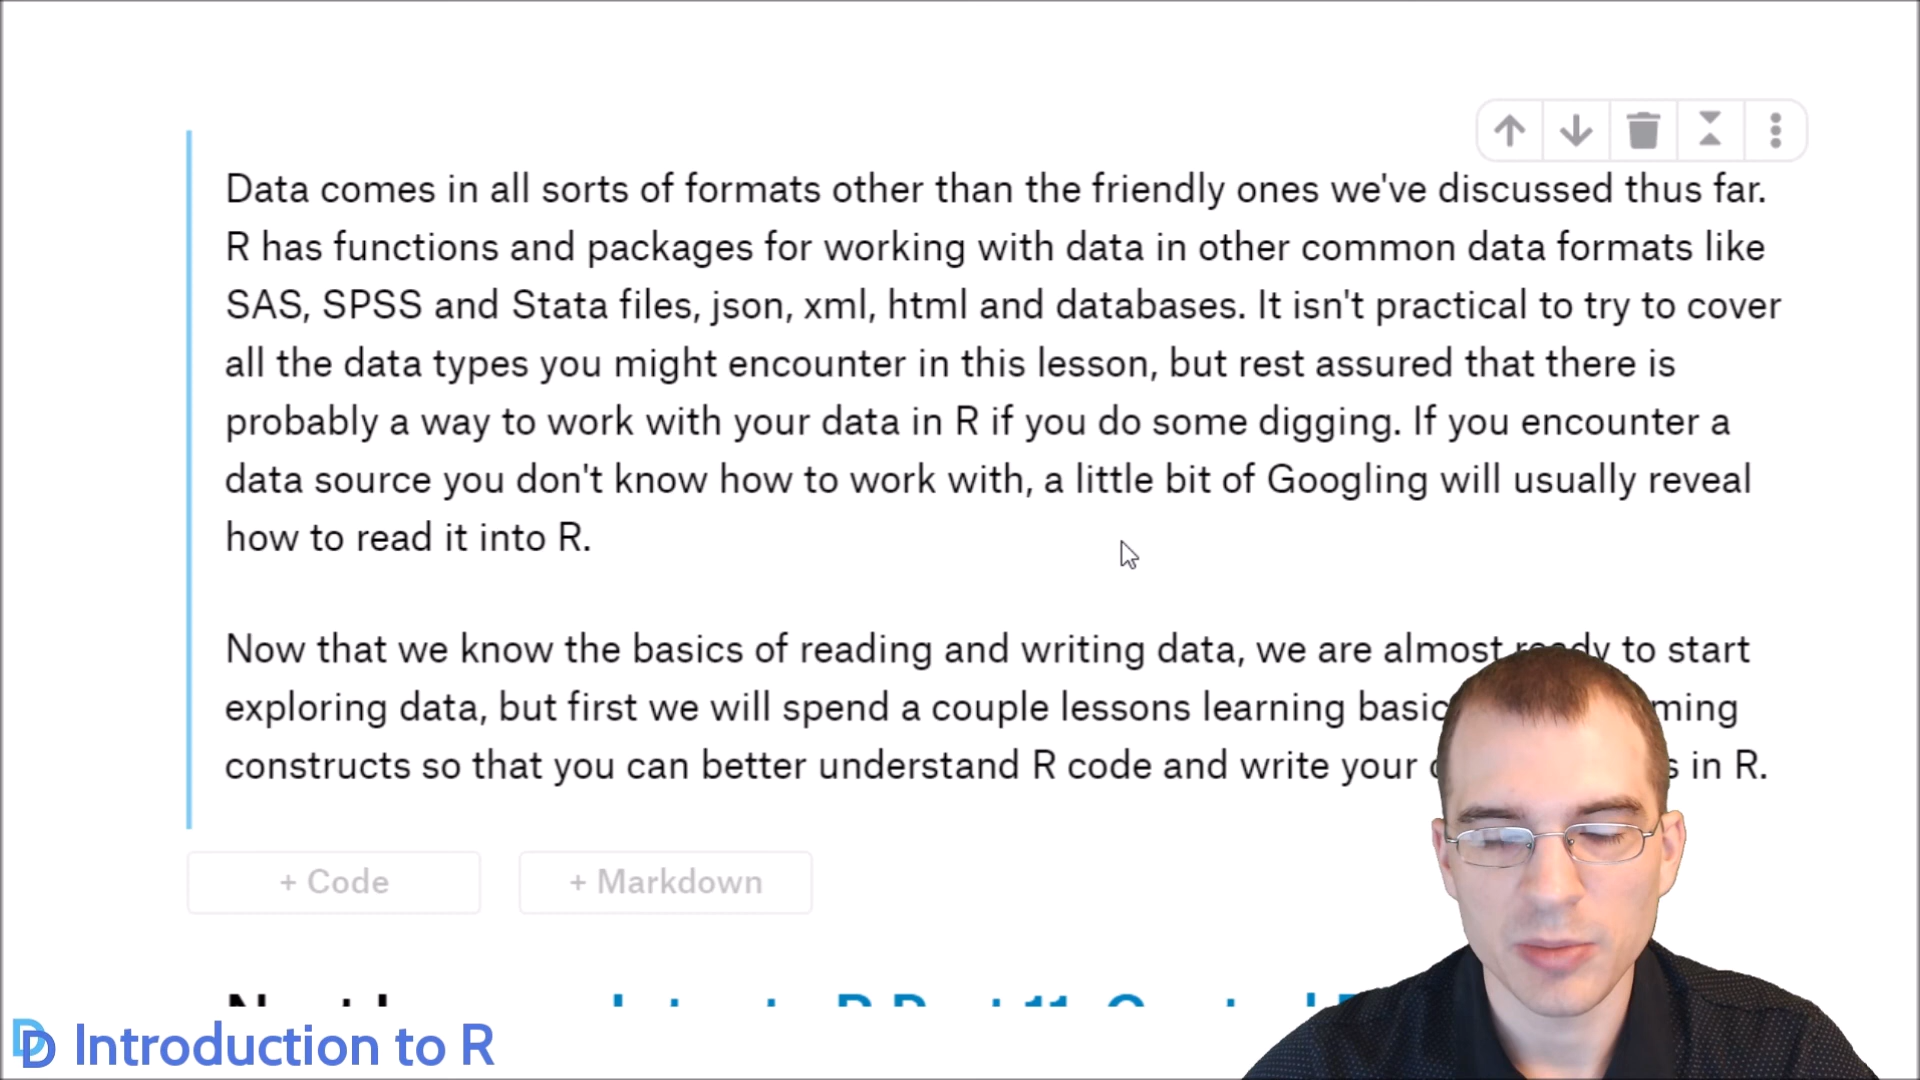 Data comes in all sorts of formats other than the friendly ones we've discussed thus far.
R has functions and packages for working with data in other common data formats like
SAS, SPSS and Stata files, json, xml, html and databases. It isn't practical to try to cover
all the data types you might encounter in this lesson, but rest assured that there is
probably a way to work with your data in R if you do some digging. If you encounter a
data source you don't know how to work with, a little bit of Googling will usually reveal
how to read it into R.
Now that we know the basics of reading and writing data, we are almost ready to start
exploring data, but first we will spend a couple lessons learning basic
constructs so that you can better understand R code and write your in R.
+ Code
+ Markdown
Introduction to R